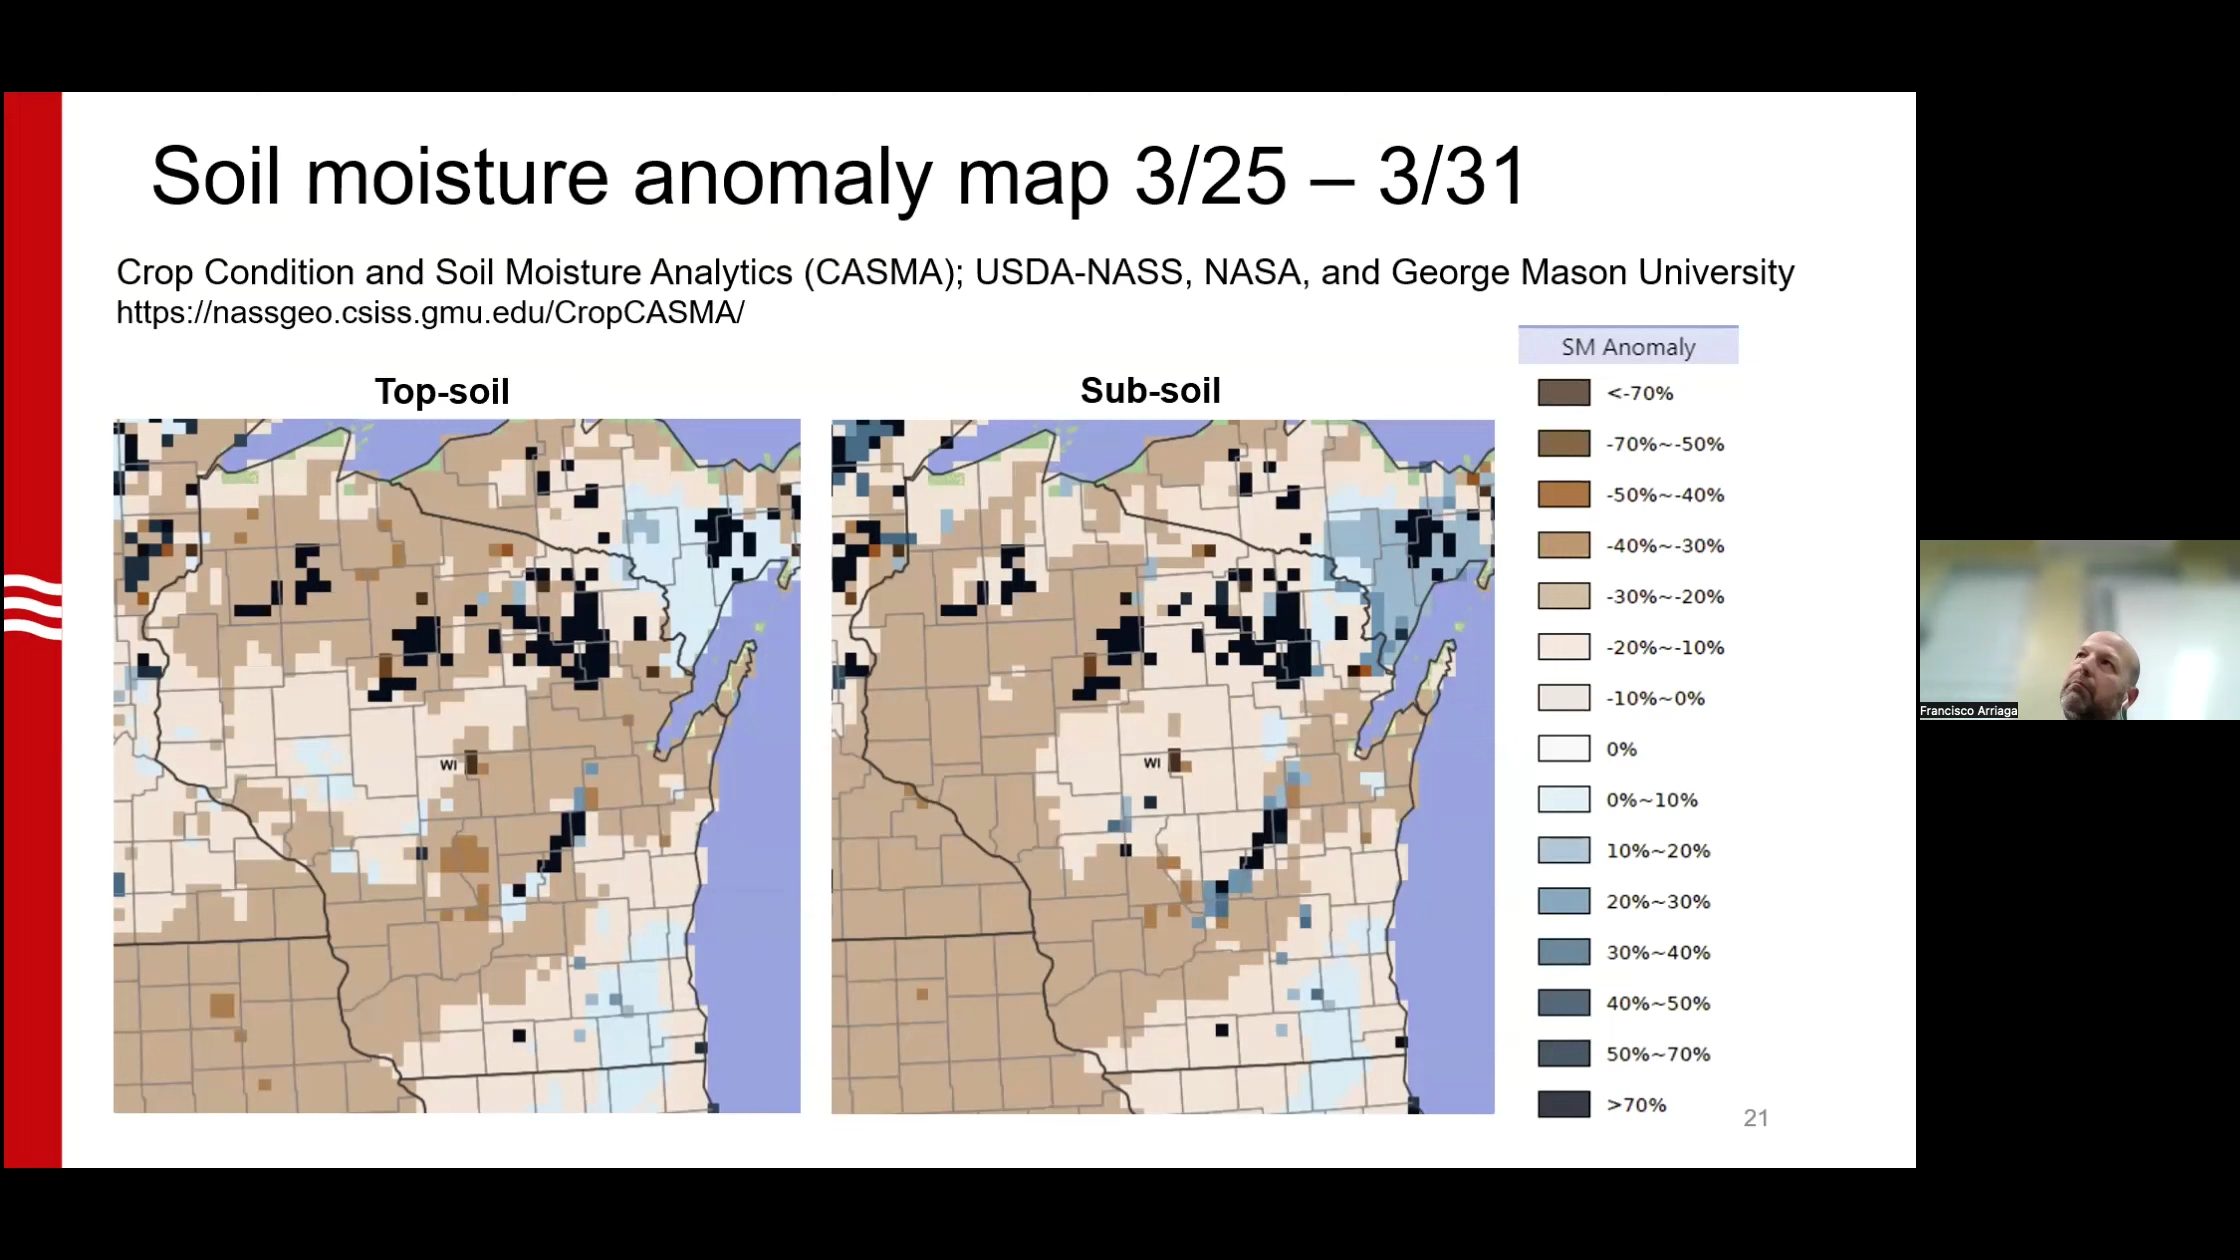 Soil moisture anomaly map 3/25 – 3/31
Crop Condition and Soil Moisture Analytics (CASMA); USDA-NASS, NASA, and George Mason University
https://nassgeo.csiss.gmu.edu/CropCASMA/
Top-soil
Sub-soil
WI
WI
SM Anomaly
<-70%
-70%~-50%
-50%~-40%
-40%~-30%
-30%~-20%
-20%~-10%
-10%~0%
0%
0%~10%
10%~20%
20%~30%
30%~40%
40%~50%
50%~70%
>70%
21
Francisco Arriaga